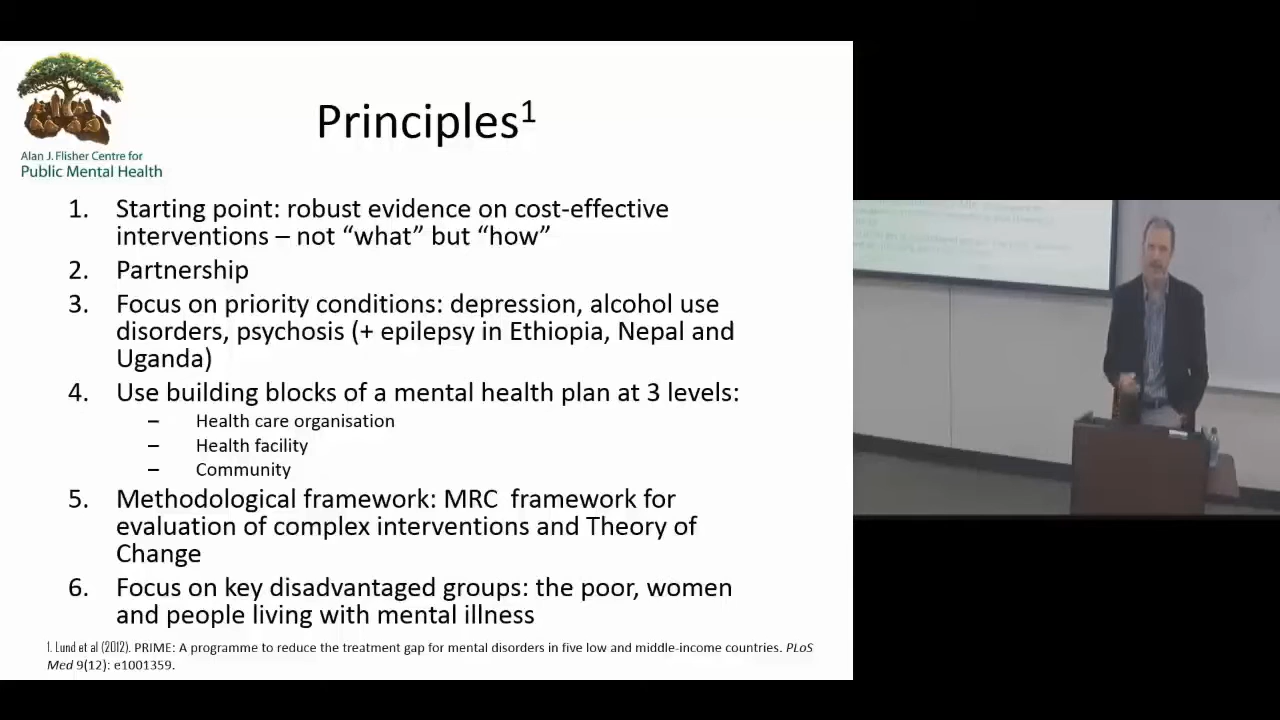 Alan J. Flisher Centre for
Public Mental Health
Principles1
1. Starting point: robust evidence on cost-effective
interventions – not “what” but “how”
2. Partnership
3. Focus on priority conditions: depression, alcohol use
disorders, psychosis (+ epilepsy in Ethiopia, Nepal and
Uganda)
4. Use building blocks of a mental health plan at 3 levels:
– Health care organisation
– Health facility
– Community
5. Methodological framework: MRC framework for
evaluation of complex interventions and Theory of
Change
6. Focus on key disadvantaged groups: the poor, women
and people living with mental illness
1. Lund et al (2012). PRIME: A programme to reduce the treatment gap for mental disorders in five low and middle-income countries. PLoS
Med 9(12): e1001359.